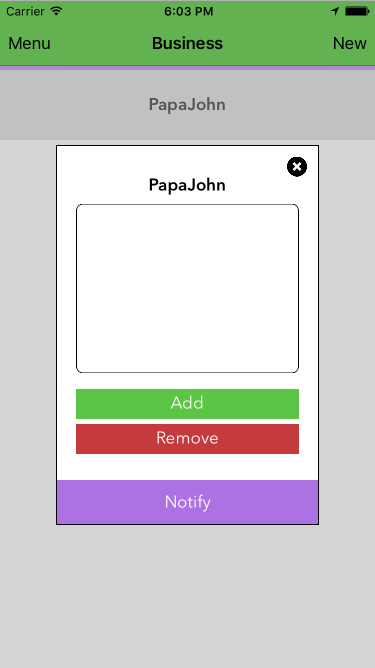 Carrier 6:03 PM
Menu Business New
PapaJohn
PapaJohn
Add
Remove
Notify